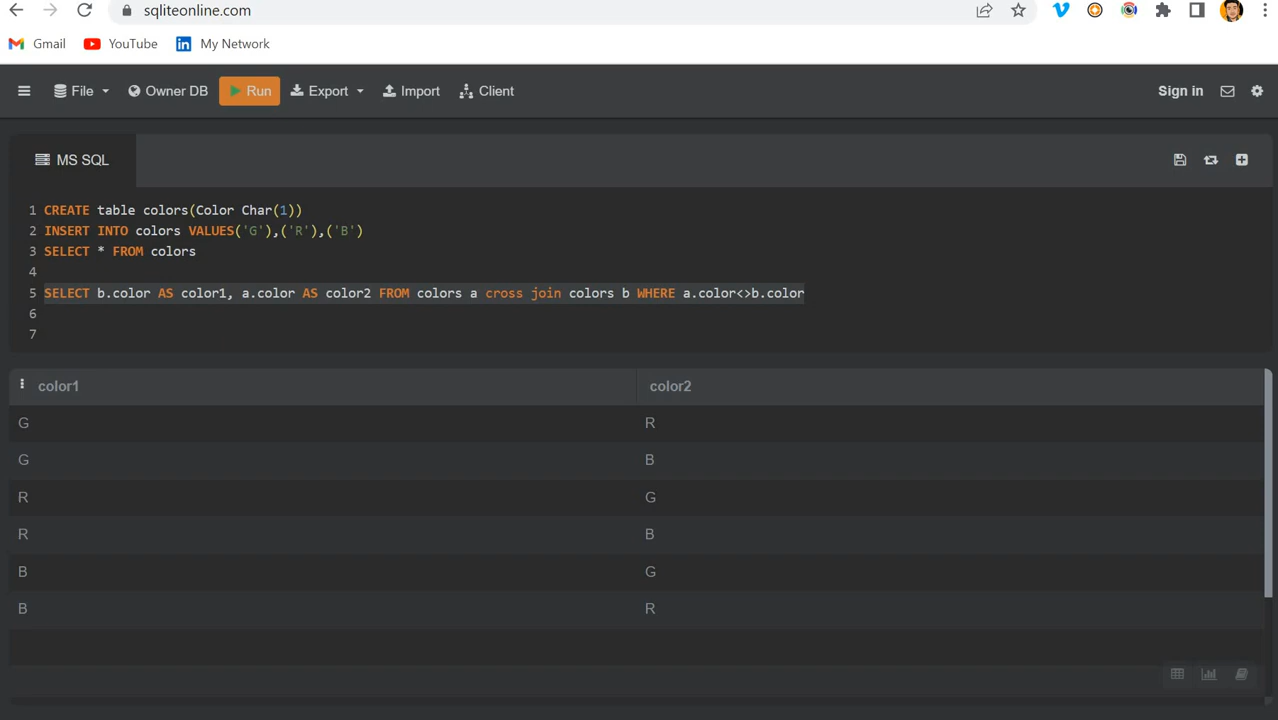 sqliteonline.com
Gmail YouTube My Network
File Owner DB Run Export Import Client Sign in
MS SQL
1 CREATE table colors(Color Char(1))
2 INSERT INTO colors VALUES('G'),('R'),('B')
3 SELECT * FROM colors
4
5 SELECT b.color AS color1, a.color AS color2 FROM colors a cross join colors b WHERE a.color<>b.color
6
7
color1 color2
G R
G B
R G
R B
B G
B R